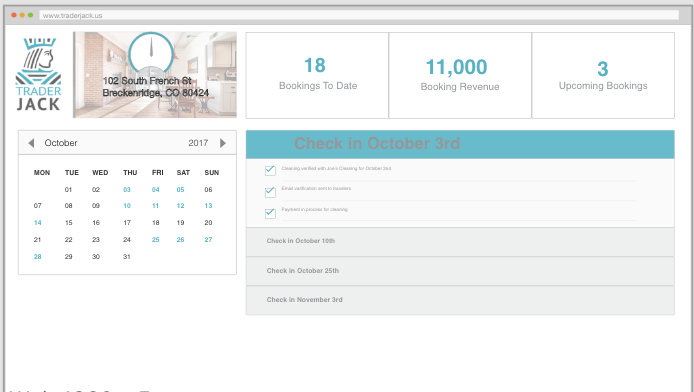 www.traderjack.us
TRADER
JACK
102 South French St
Breckenridge, CO 80424
18
Bookings To Date
11,000
Booking Revenue
3
Upcoming Bookings
October 2017
MON TUE WED THU FRI SAT SUN
01 02 03 04 05 06
07 08 09 10 11 12 13
14 15 16 17 18 19 20
21 22 23 24 25 26 27
28 29 30 31
Check in October 3rd
Cleaning verified with Joe's Cleaning for October
Email verification sent to travelers
Payment in process for cleaning
Check in October 10th
Check in October 25th
Check in November 3rd